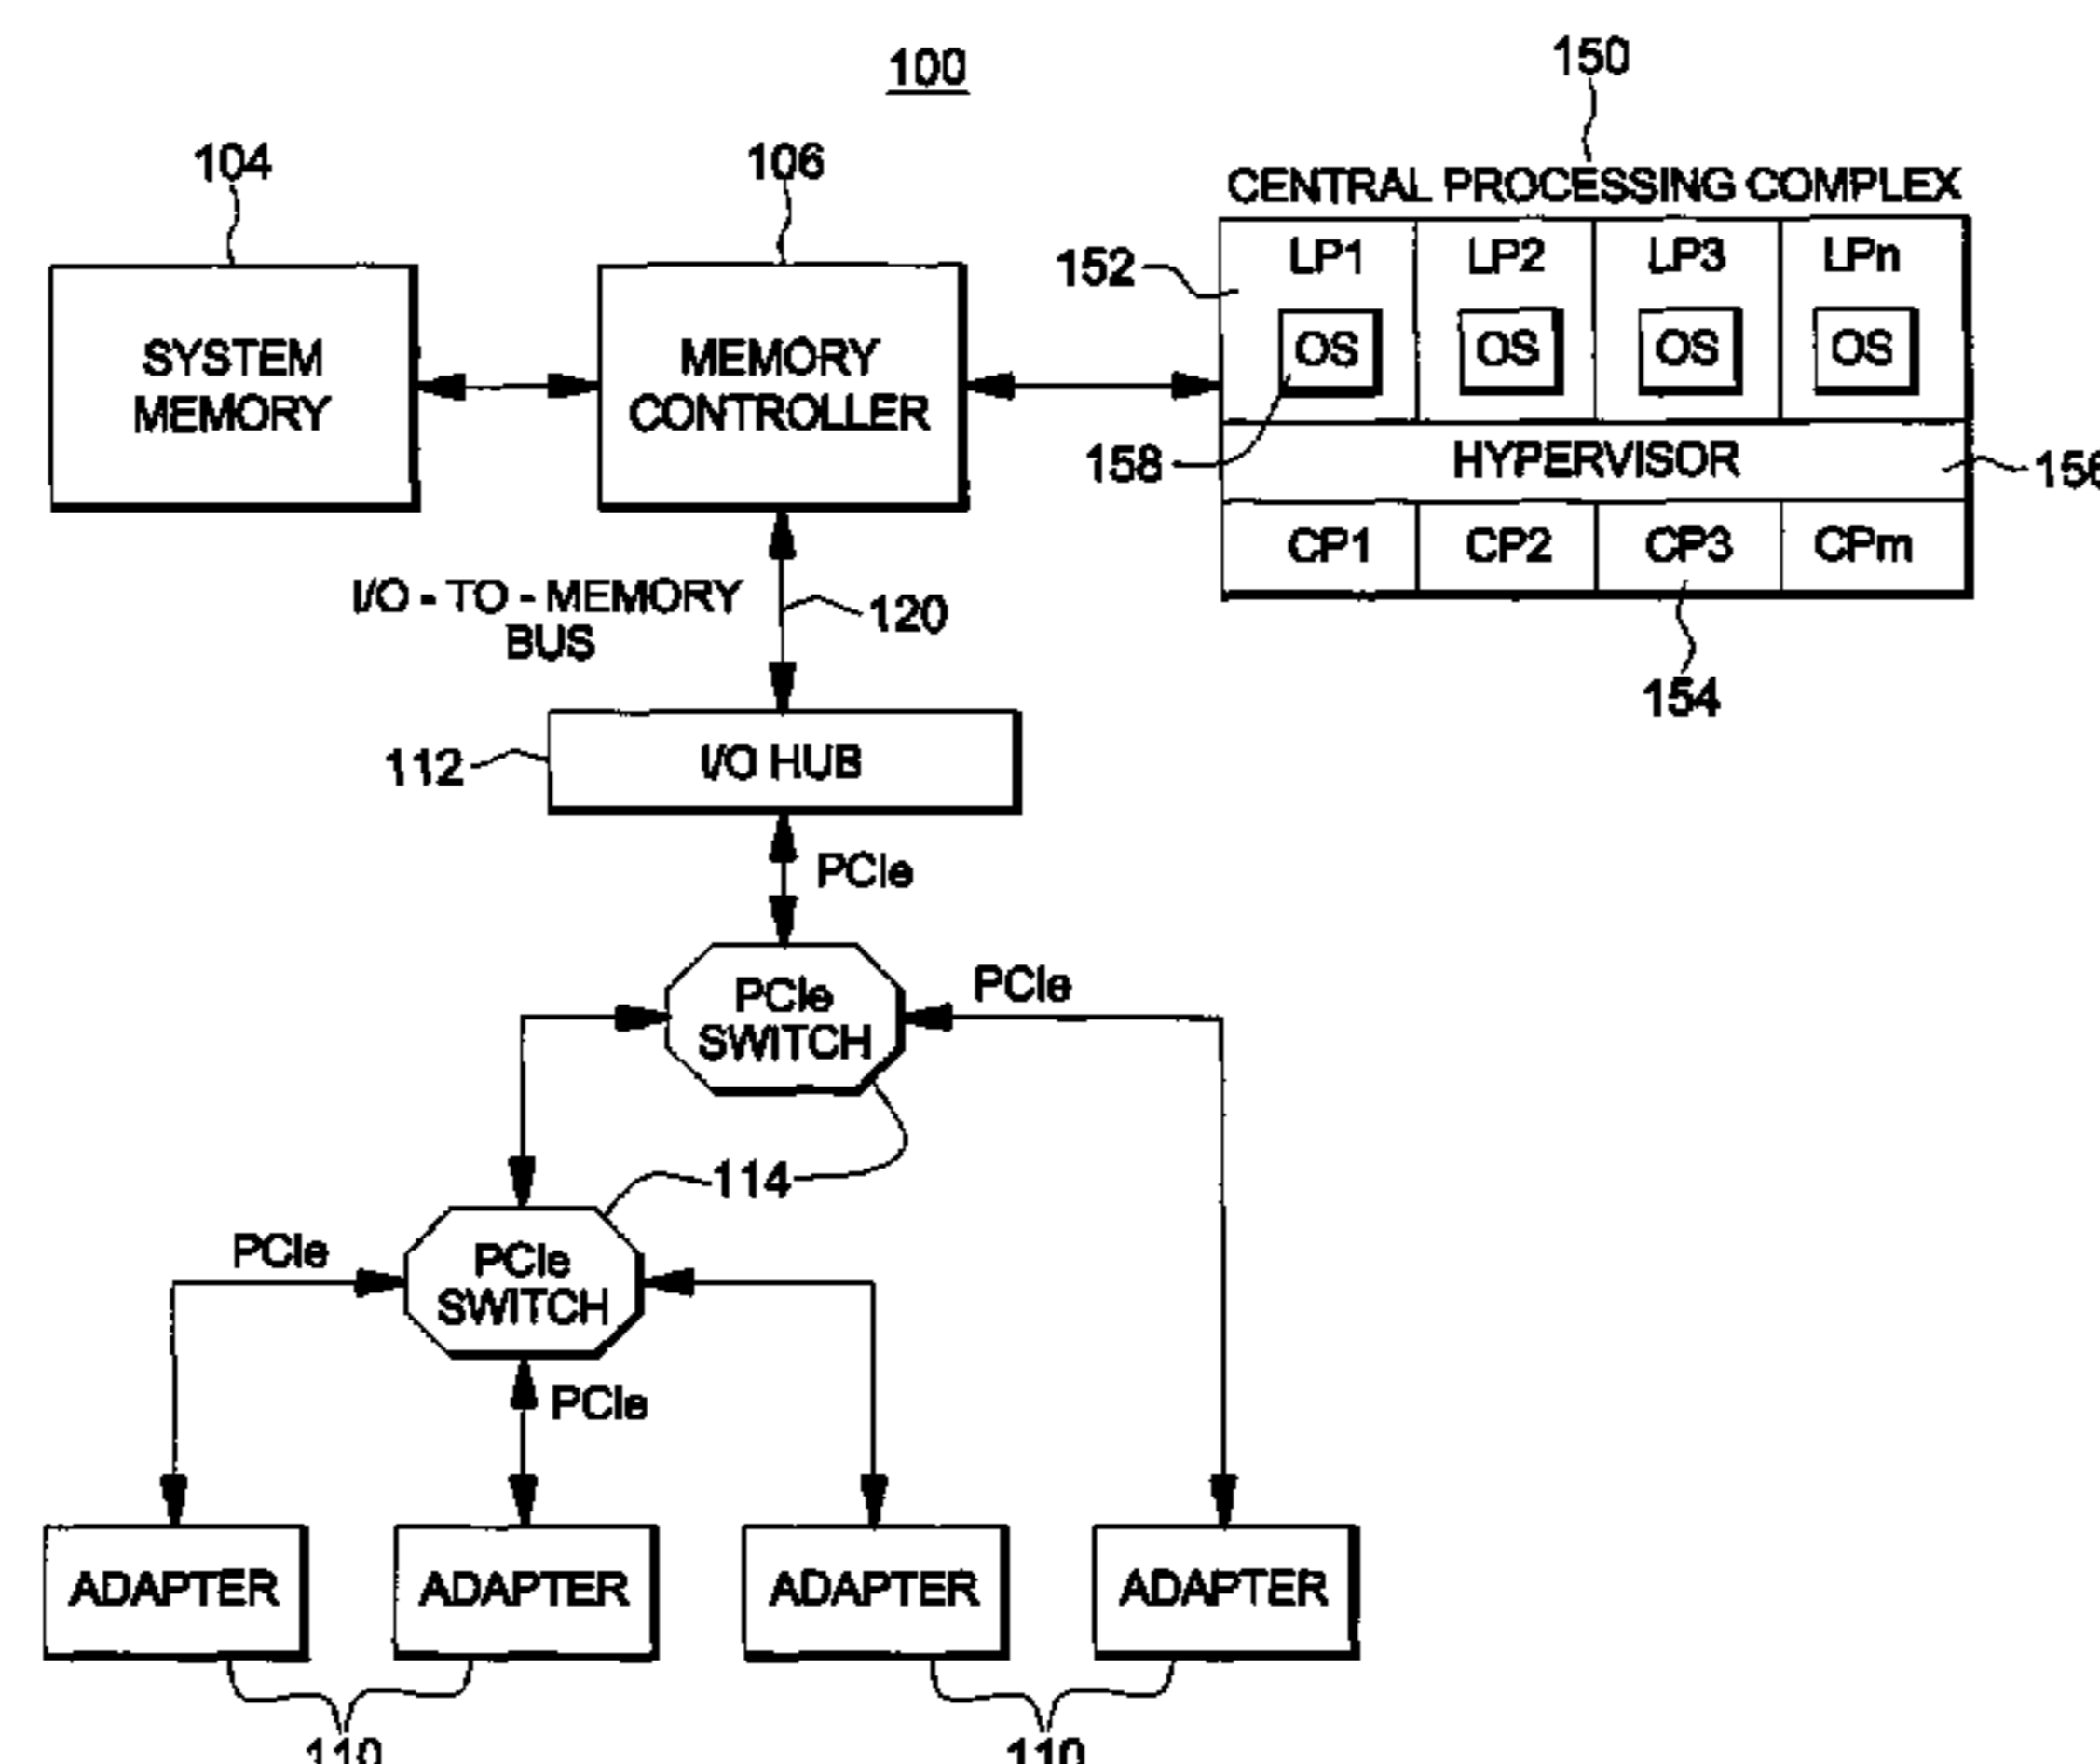 100
150
104
106
CENTRAL PROCESSING COMPLEX
152
LP1
LP2
LP3
LPn
OS
OS
OS
OS
SYSTEM
MEMORY
MEMORY
CONTROLLER
158
HYPERVISOR
156
CP1
CP2
CP3
CPm
I/O - TO - MEMORY
BUS
120
154
112
I/O HUB
PCIe
PCIe
SWITCH
PCIe
114
PCIe
PCIe
SWITCH
PCIe
ADAPTER
ADAPTER
ADAPTER
ADAPTER
110
110